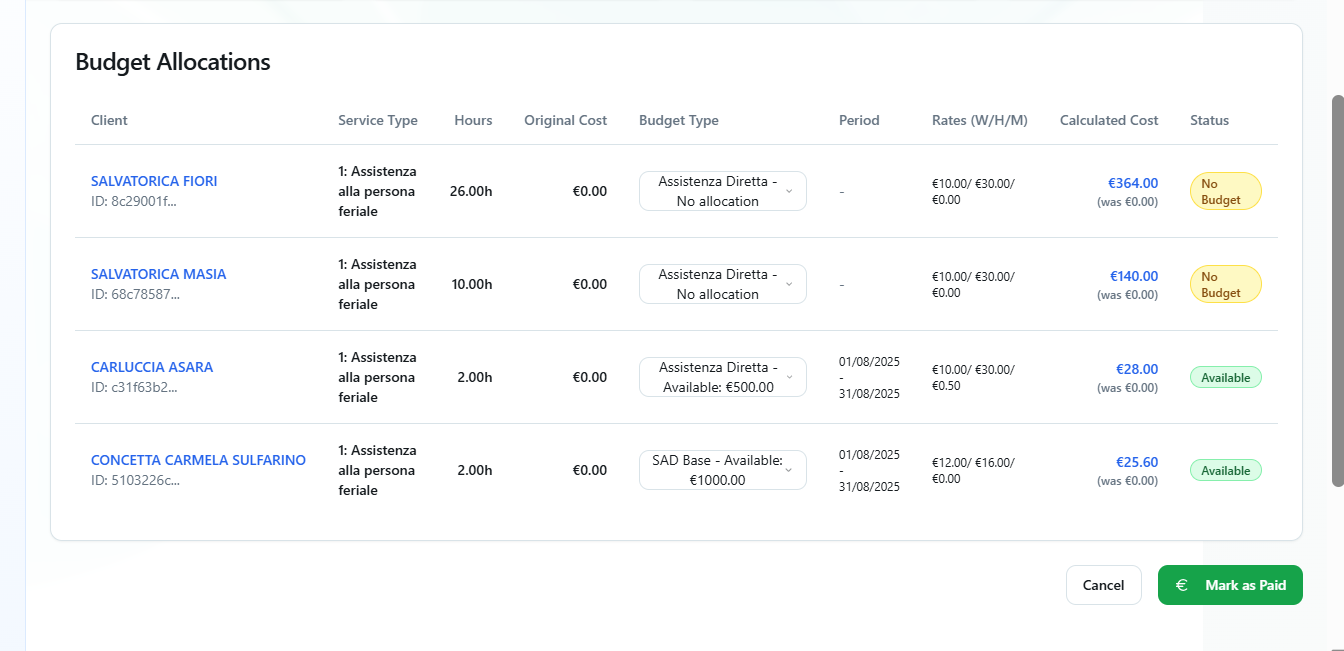 Budget Allocations
Client Service Type Hours Original Cost Budget Type Period Rates (W/H/M) Calculated Cost Status
SALVATORICA FIORI
ID: 8c29001f...
1: Assistenza
alla persona
feriale
26.00h
€0.00
Assistenza Diretta -
No allocation
-
€10.00/ €30.00/
€0.00
€364.00
(was €0.00)
No
Budget
SALVATORICA MASIA
ID: 68c78587...
1: Assistenza
alla persona
feriale
10.00h
€0.00
Assistenza Diretta -
No allocation
-
€10.00/ €30.00/
€0.00
€140.00
(was €0.00)
No
Budget
CARLUCCIA ASARA
ID: c31f63b2...
1: Assistenza
alla persona
feriale
2.00h
€0.00
Assistenza Diretta -
Available: €500.00
01/08/2025
-
31/08/2025
€10.00/ €30.00/
€0.50
€28.00
(was €0.00)
Available
CONCETTA CARMELA SULFARINO
ID: 5103226c...
1: Assistenza
alla persona
feriale
2.00h
€0.00
SAD Base - Available:
€1000.00
01/08/2025
-
31/08/2025
€12.00/ €16.00/
€0.00
€25.60
(was €0.00)
Available
Cancel
€ Mark as Paid